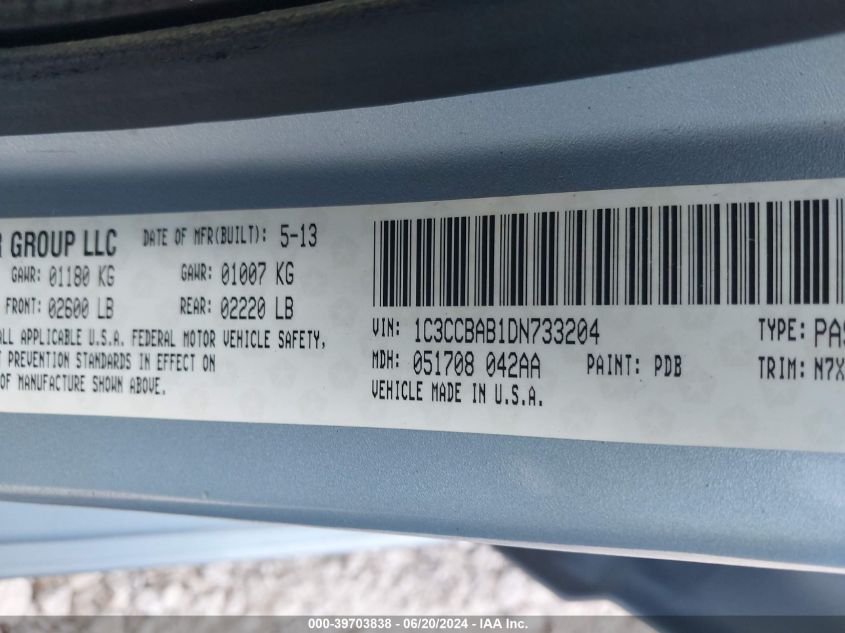 R GROUP LLC DATE OF MFR(BUILT): 5-13
GAWR: 01180 KG GAWR: 01007 KG
FRONT: 02600 LB REAR: 02220 LB
ALL APPLICABLE U.S.A. FEDERAL MOTOR VEHICLE SAFETY,
T PREVENTION STANDARDS IN EFFECT ON
OF MANUFACTURE SHOWN ABOVE.
VIN: 1C3CCBAB1DN733204 TYPE: PAS
MDH: 051708 042AA PAINT: PDB TRIM: N7X
VEHICLE MADE IN U.S.A.
000-39703838 - 06/20/2024 - IAA Inc.